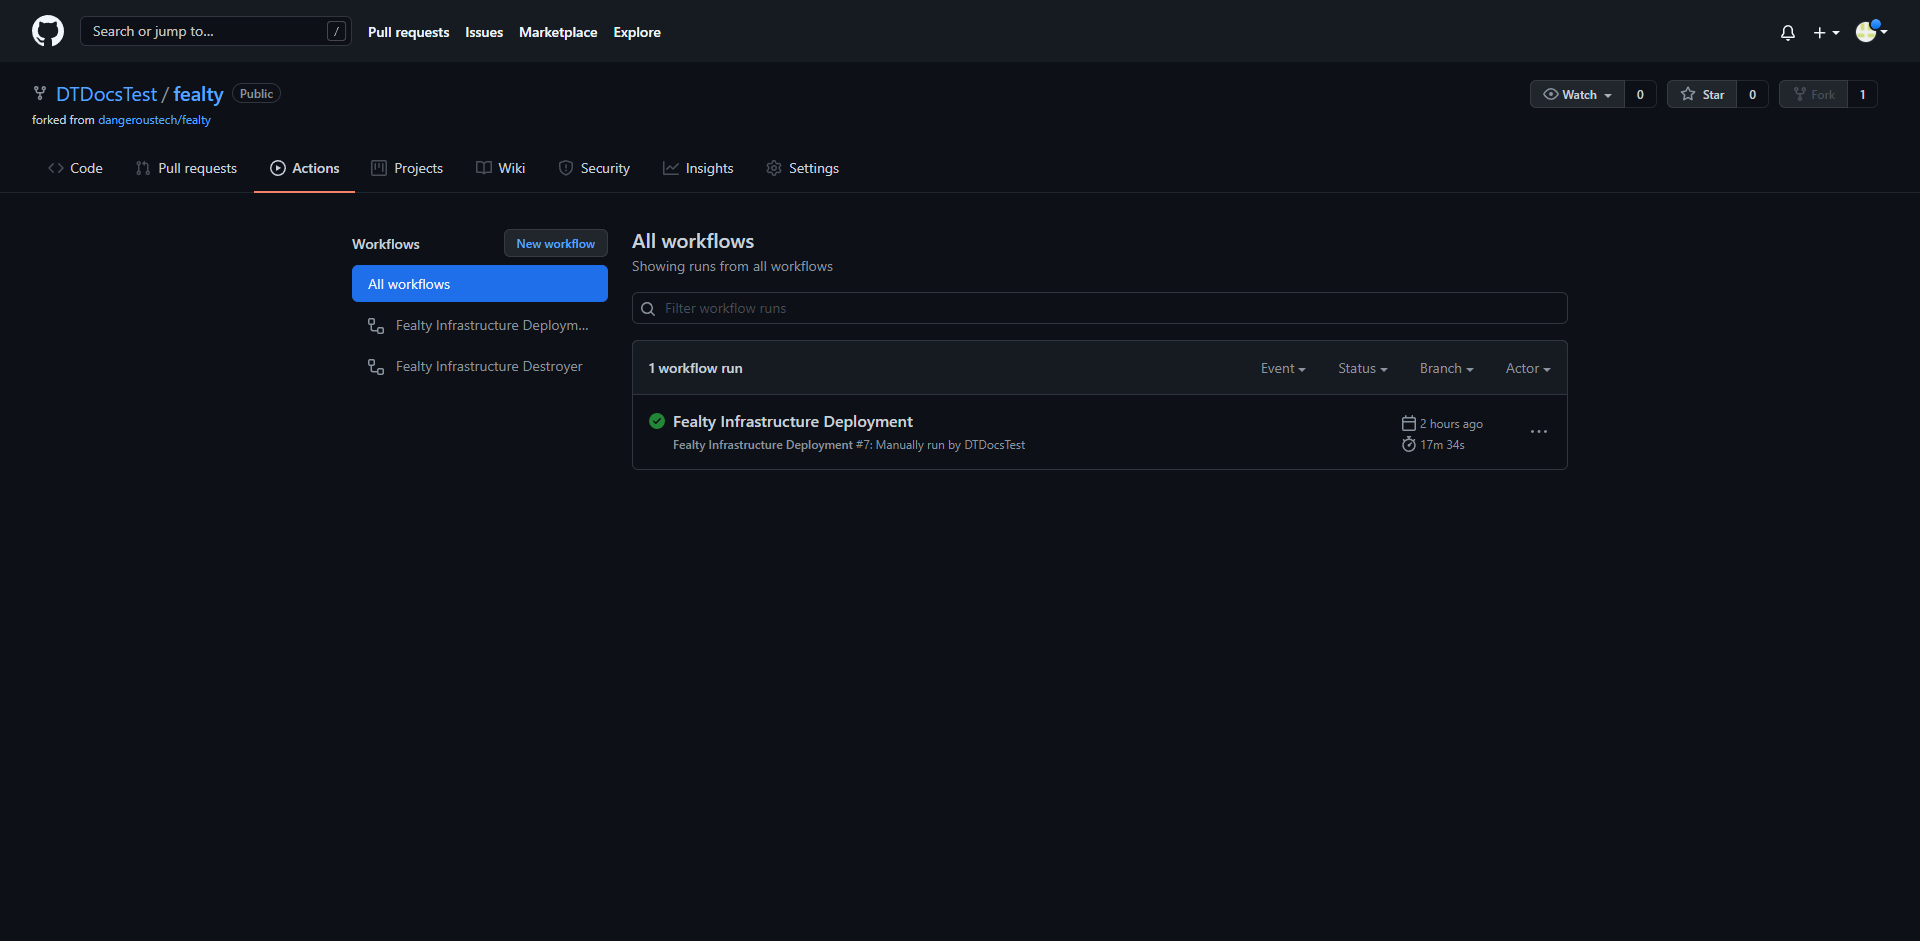 Search or jump to... /
Pull requests Issues Marketplace Explore
DTDocsTest / fealty Public
Watch 0 Star 0 Fork 1
forked from dangeroustech/fealty
Code Pull requests Actions Projects Wiki Security Insights Settings
Workflows
New workflow
All workflows
Fealty Infrastructure Deploym...
Fealty Infrastructure Destroyer
All workflows
Showing runs from all workflows
Filter workflow runs
1 workflow run
Event Status Branch Actor
Fealty Infrastructure Deployment
Fealty Infrastructure Deployment #7: Manually run by DTDocsTest
2 hours ago
17m 34s